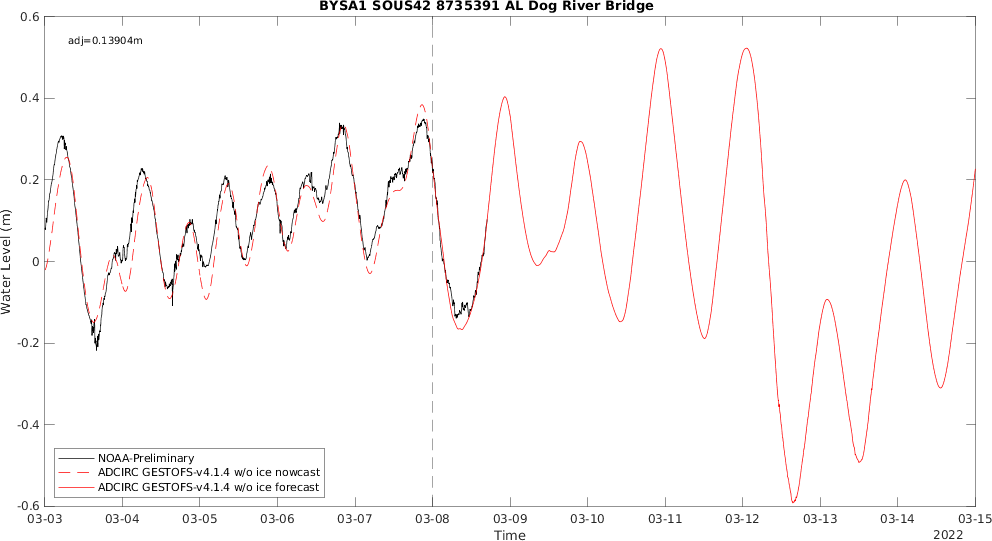 BYSA1 SOUS42 8735391 AL Dog River Bridge
adj=0.13904m
Water Level (m)
0.6
0.4
0.2
0
-0.2
-0.4
-0.6
NOAA-Preliminary
ADCIRC GESTOFS-v4.1.4 w/o ice nowcast
ADCIRC GESTOFS-v4.1.4 w/o ice forecast
03-03 03-04 03-05 03-06 03-07 03-08 03-09 03-10 03-11 03-12 03-13 03-14 03-15
Time
2022